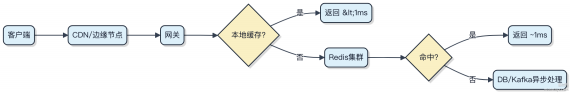 客户端
CDN/边缘节点
网关
本地缓存?
是
返回 &lt;1ms
否
Redis集群
命中?
是
返回 ~1ms
否
DB/Kafka异步处理